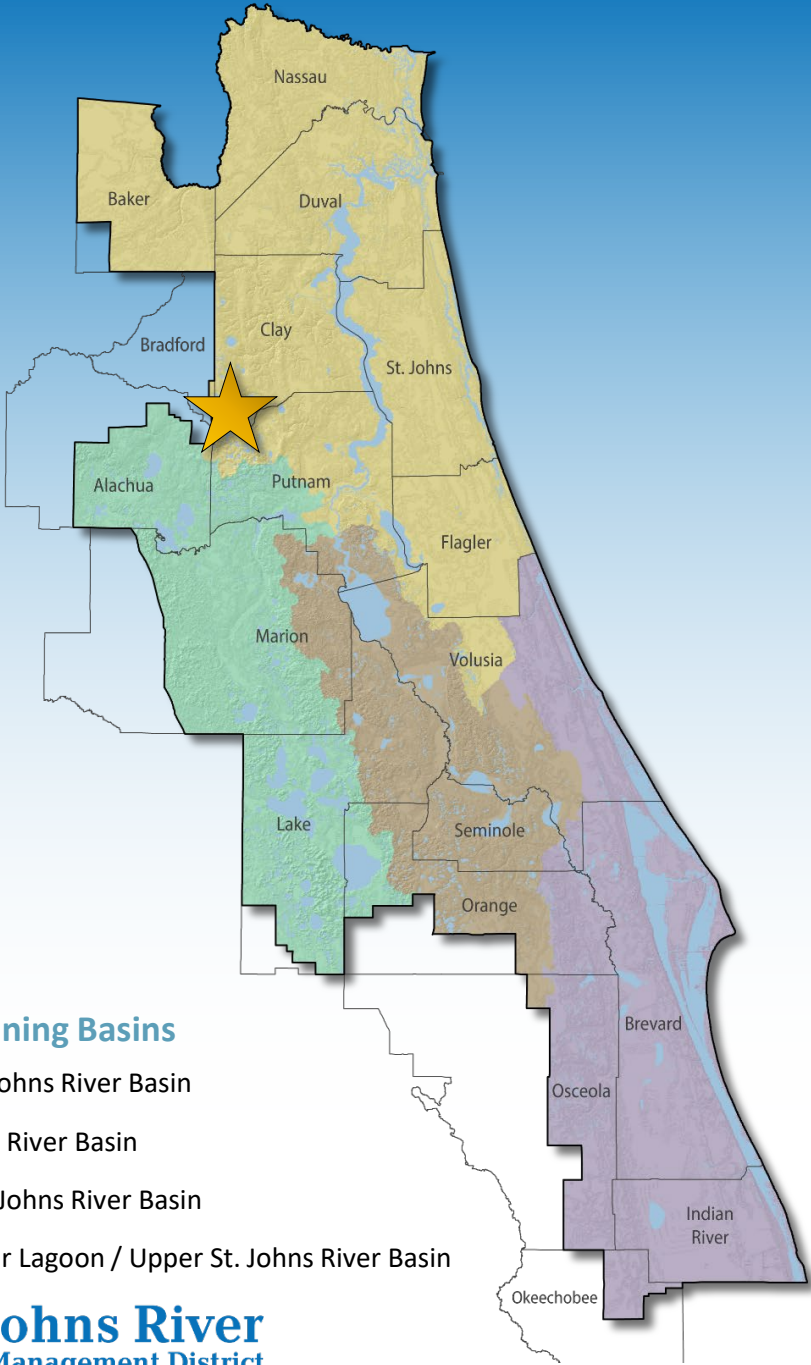 Nassau
Baker
Duval
Clay
Bradford
St. Johns
Alachua
Putnam
Flagler
Marion
Volusia
Lake
Seminole
Orange
ning Basins
Brevard
ohns River Basin
Osceola
River Basin
Johns River Basin
Indian
River
r Lagoon / Upper St. Johns River Basin
Okeechobee
ohns River
Management District